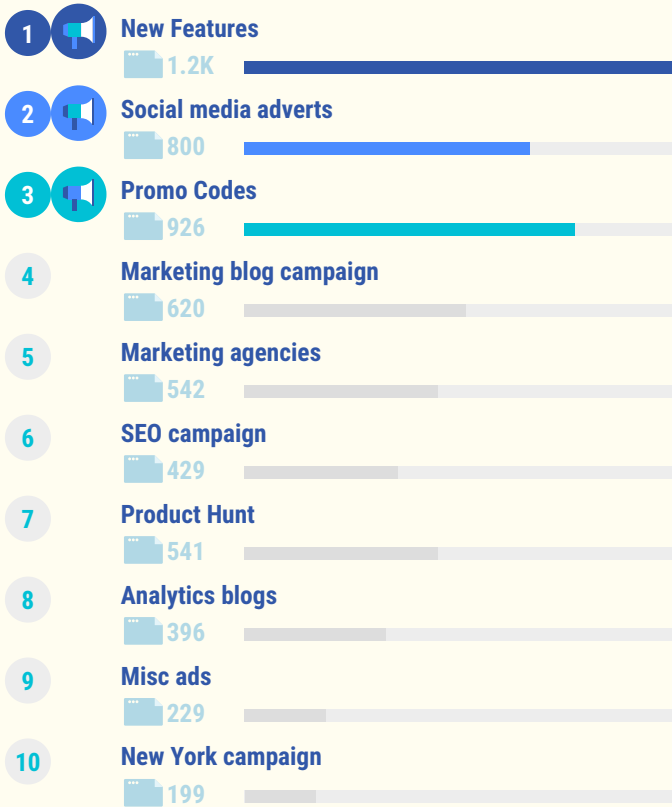 1 New Features
1.2K
2 Social media adverts
800
3 Promo Codes
926
4 Marketing blog campaign
620
5 Marketing agencies
542
6 SEO campaign
429
7 Product Hunt
541
8 Analytics blogs
396
9 Misc ads
229
10 New York campaign
199